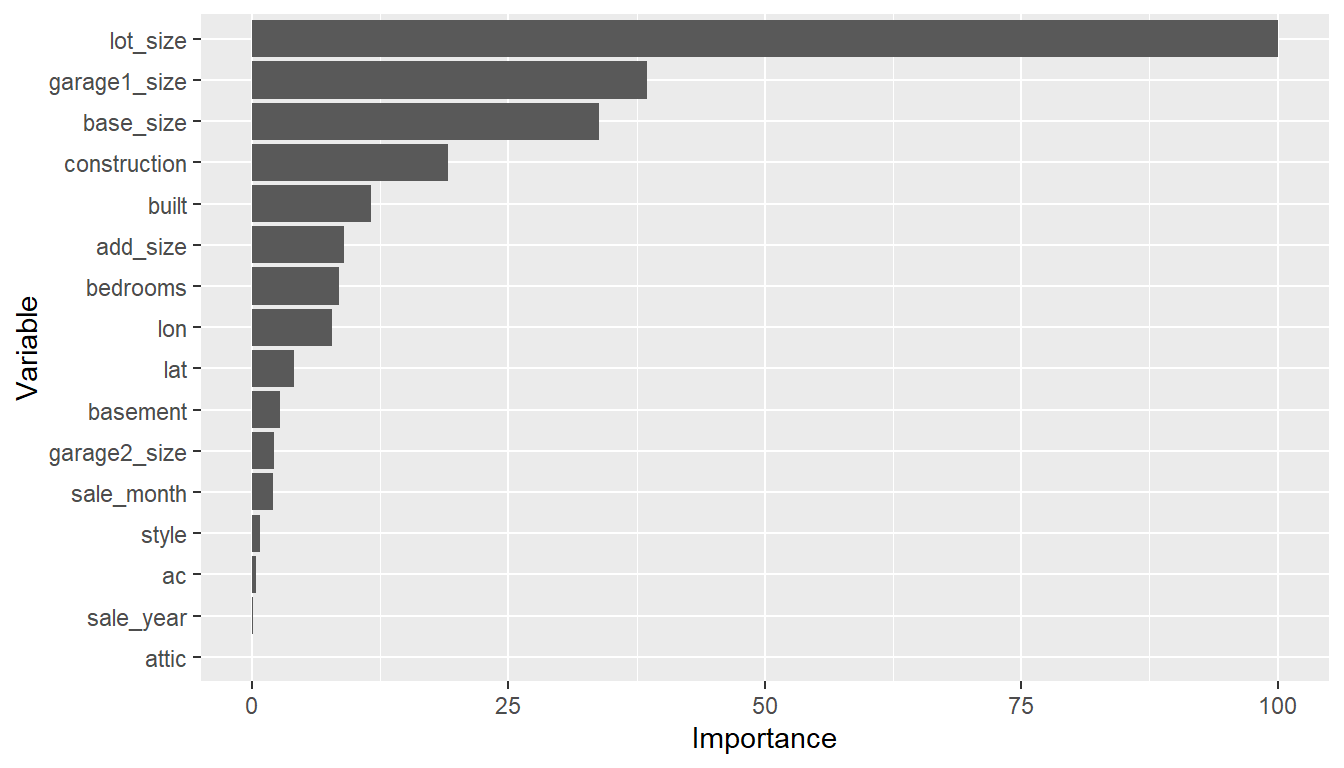 lot_size
garage1_size
base_size
construction
built
add_size
bedrooms
lon
lat
basement
garage2_size
sale_month
style
ac
sale_year
attic
Variable
0 25 50 75 100
Importance